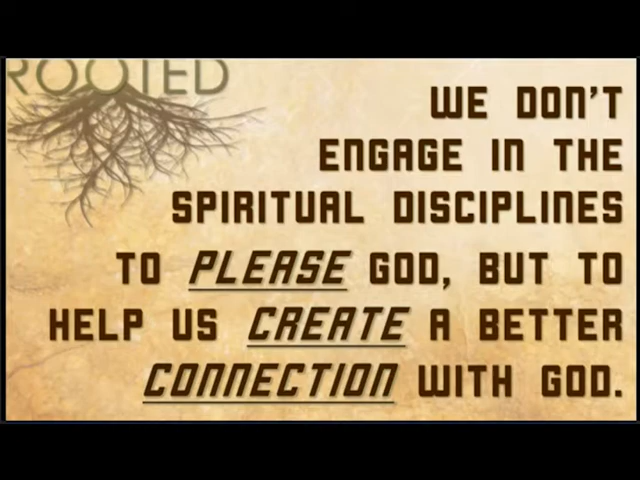 ROOTED
WE DON'T
ENGAGE IN THE
SPIRITUAL DISCIPLINES
TO PLEASE GOD, BUT TO
HELP US CREATE A BETTER
CONNECTION WITH GOD.